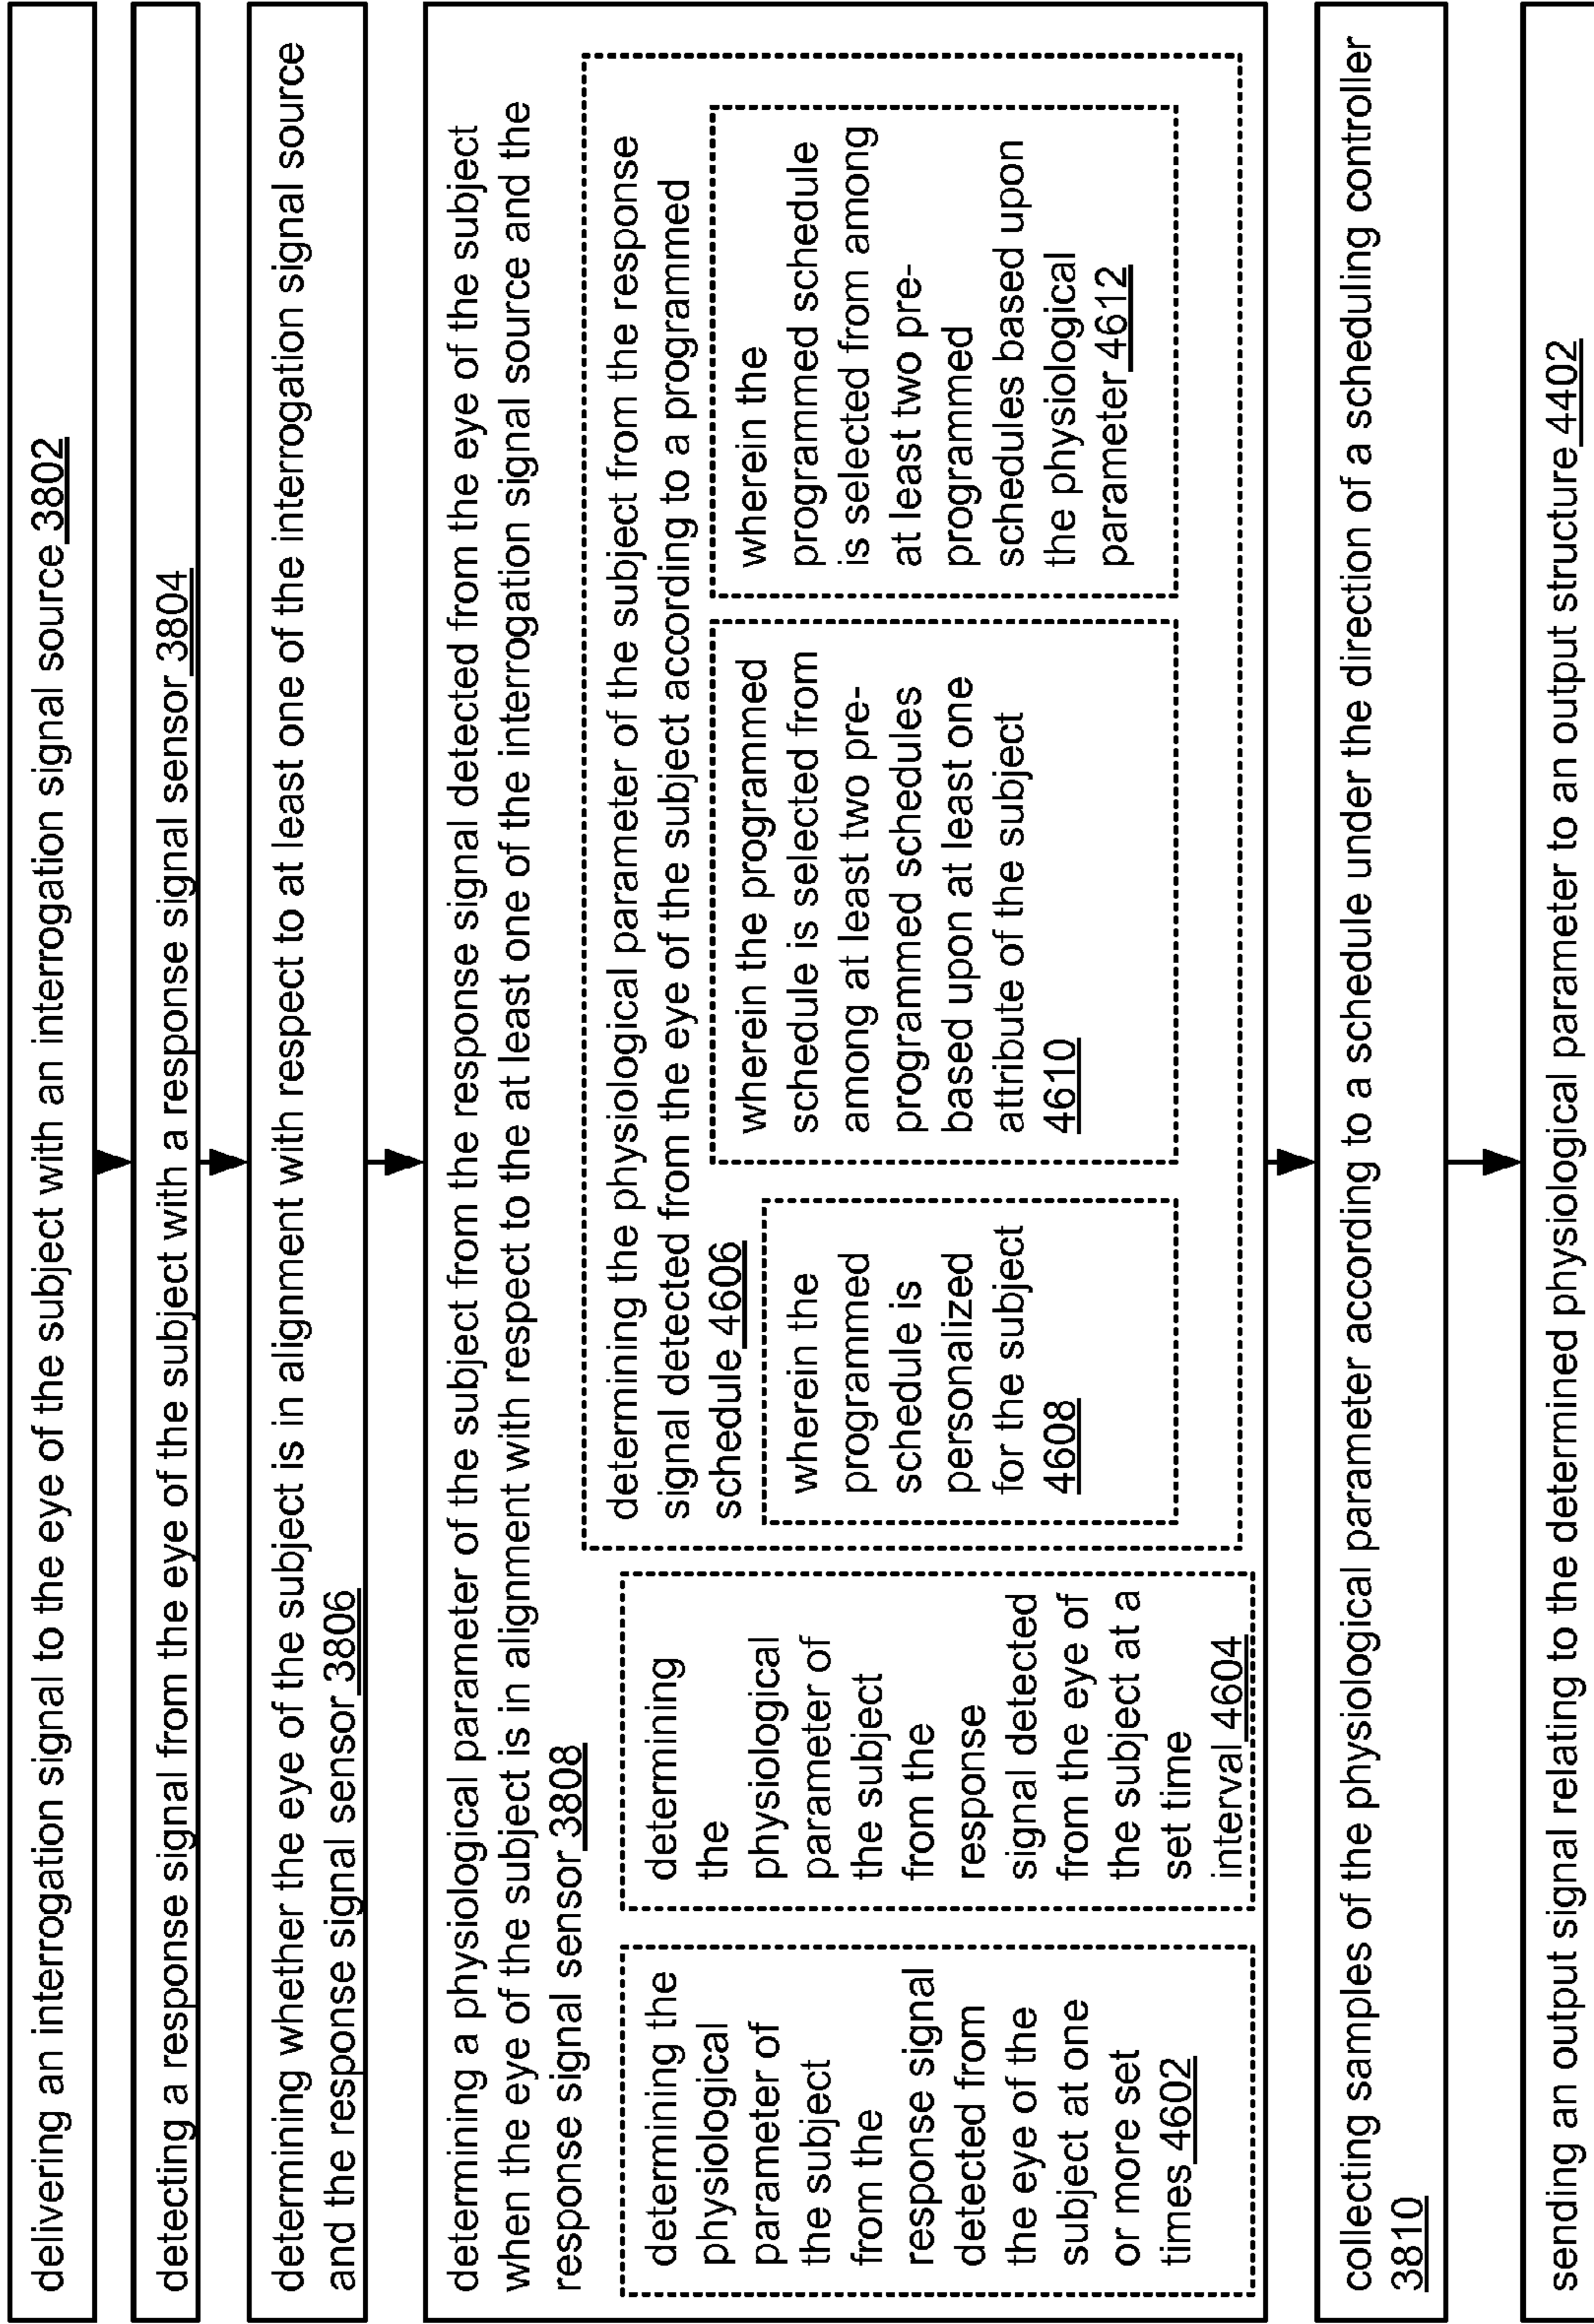 delivering an interrogation signal to the eye of the subject with an interrogation signal source 3802
detecting a response signal from the eye of the subject with a response signal sensor 3804
determining whether the eye of the subject is in alignment with respect to at least one of the interrogation signal source
and the response signal sensor 3806
determining a physiological parameter of the subject from the response signal detected from the eye of the subject
when the eye of the subject is in alignment with respect to the at least one of the interrogation signal source and the
response signal sensor 3808
determining the
physiological
parameter of
the subject
from the
response signal
detected from
the eye of the
subject at one
or more set
times 4602
determining
the
physiological
parameter of
the subject
from the
response
signal detected
from the eye of
the subject at a
set time
interval 4604
determining the physiological parameter of the subject from the response
signal detected from the eye of the subject according to a programmed
schedule 4606
wherein the
programmed
schedule is
personalized
for the subject
4608
wherein the programmed
schedule is selected from
among at least two pre-
programmed schedules
based upon at least one
attribute of the subject
4610
wherein the
programmed schedule
is selected from among
at least two pre-
programmed
schedules based upon
the physiological
parameter 4612
collecting samples of the physiological parameter according to a schedule under the direction of a scheduling controller
3810
sending an output signal relating to the determined physiological parameter to an output structure 4402